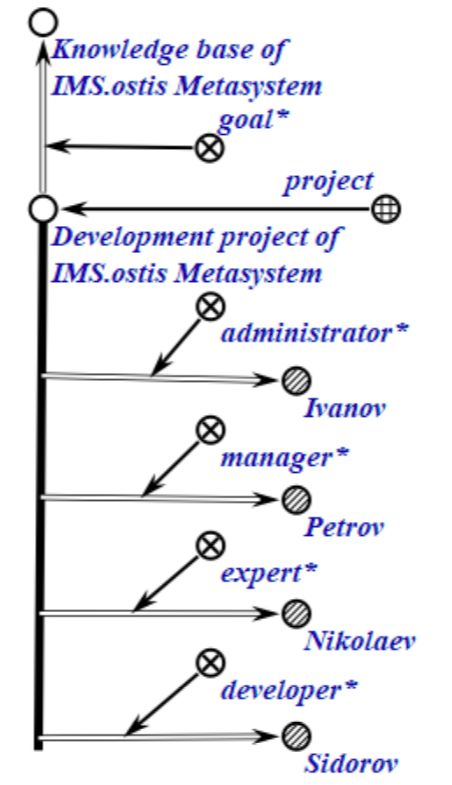 Knowledge base of
IMS.ostis Metasystem
goal*
project
Development project of
IMS.ostis Metasystem
administrator*
Ivanov
manager*
Petrov
expert*
Nikolaev
developer*
Sidorov